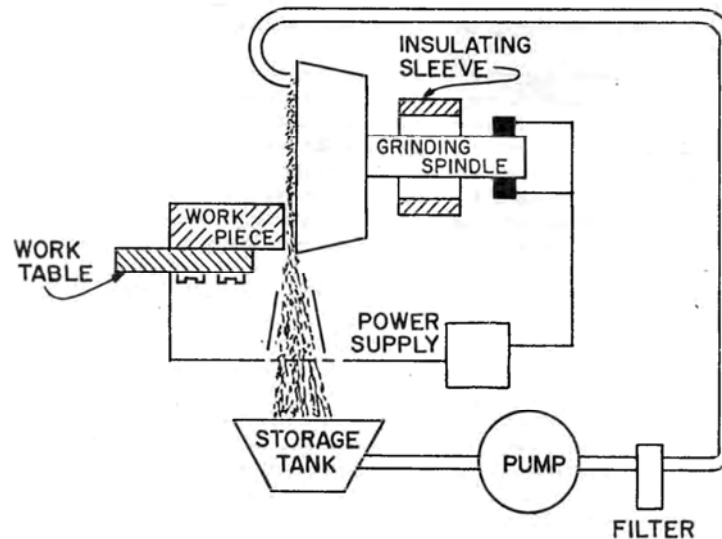 INSULATING
SLEEVE
GRINDING
SPINDLE
WORK
PIECE
WORK
TABLE
POWER
SUPPLY
STORAGE
TANK
PUMP
FILTER